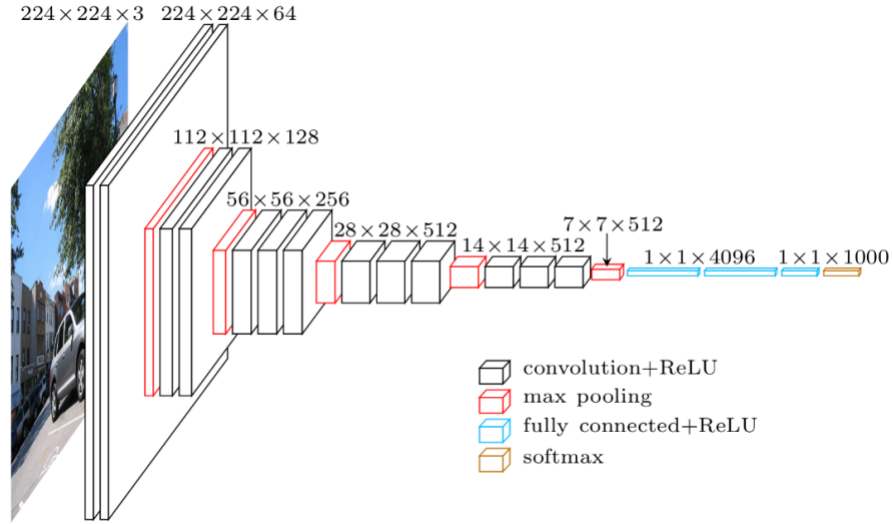 224×224×3
224×224×64
112×112×128
56×56×256
28×28×512
14×14×512
7×7×512
1×1×4096
1×1×1000
convolution+ReLU
max pooling
fully connected+ReLU
softmax